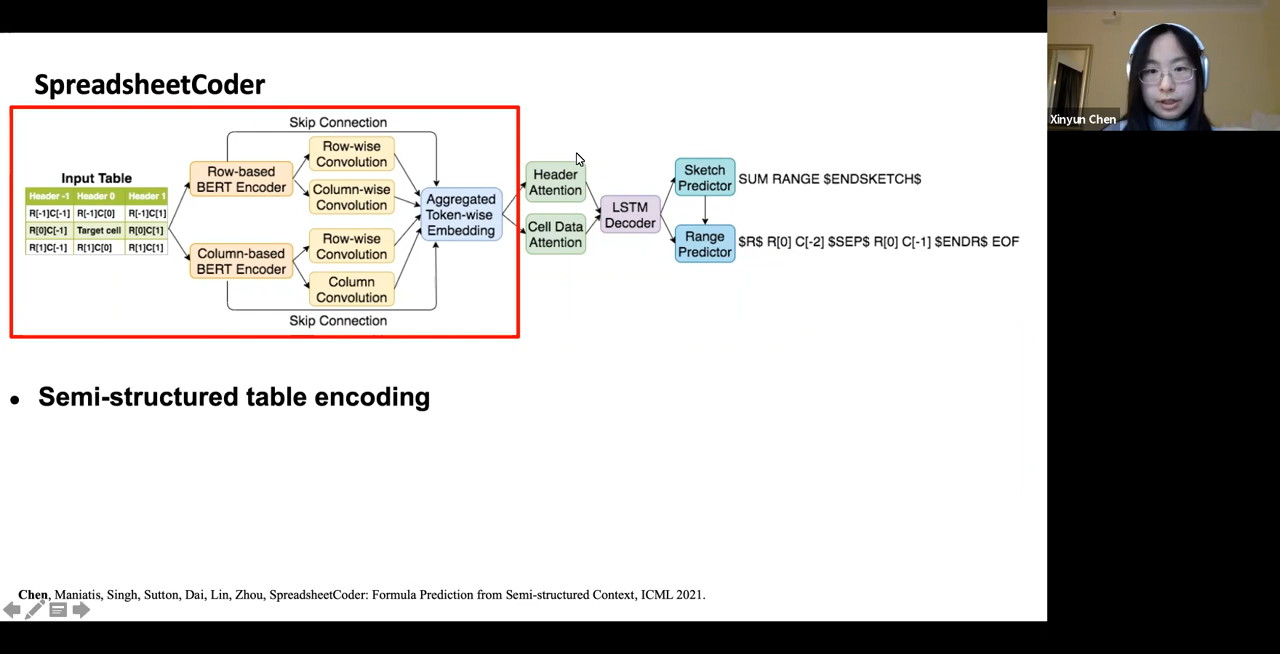 SpreadsheetCoder
Xinyun Chen
Skip Connection
Input Table
Header -1 Header 0 Header 1
R[-1]C[-1] R[-1]C[0] R[-1]C[1]
R[0]C[-1] Target cell R[0]C[1]
R[1]C[-1] R[1]C[0] R[1]C[1]
Row-based
BERT Encoder
Column-based
BERT Encoder
Row-wise
Convolution
Column-wise
Convolution
Row-wise
Convolution
Column
Convolution
Skip Connection
Aggregated
Token-wise
Embedding
Header
Attention
Cell Data
Attention
LSTM
Decoder
Sketch
Predictor
SUM RANGE $ENDSKETCH$
Range
Predictor
$R$ R[0] C[-2] $SEP$ R[0] C[-1] $ENDR$ EOF
• Semi-structured table encoding
Chen, Maniatis, Singh, Sutton, Dai, Lin, Zhou, SpreadsheetCoder: Formula Prediction from Semi-structured Context, ICML 2021.